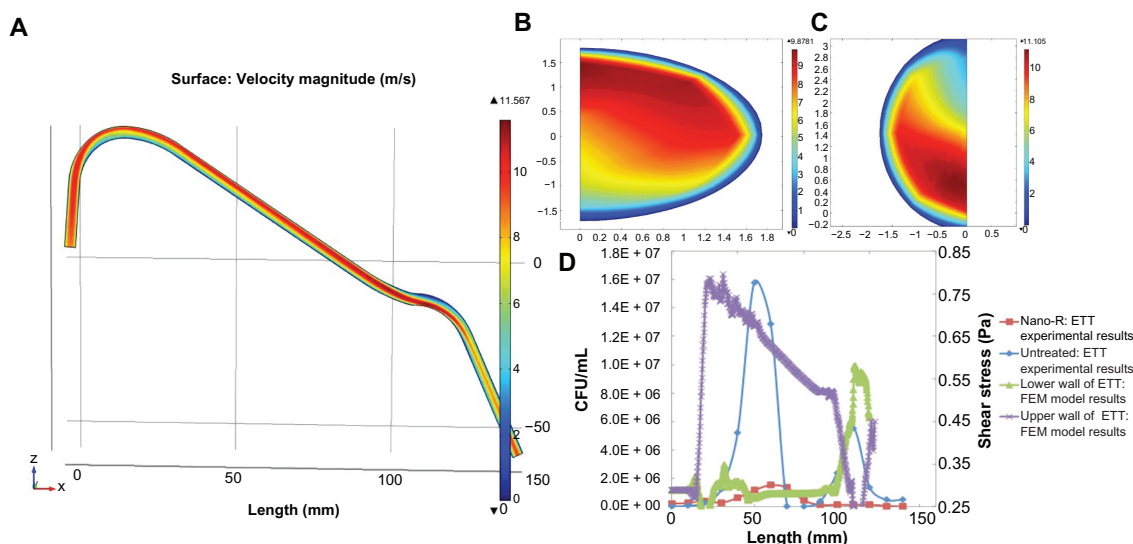 A
Surface: Velocity magnitude (m/s)
▲ 11.567
10
8
6
4
2
0
▼ 0
0
−50
0
50
100
150
z
x
Length (mm)
B
▲9.8781
9
8
7
6
5
4
3
2
1
0
▼0
1.5
1
0.5
0
−0.5
−1
−1.5
0 0.2 0.4 0.6 0.8 1 1.2 1.4 1.6 1.8
C
▲11.105
10
8
6
4
2
0
▼0
3
2.8
2.6
2.4
2.2
2
1.8
1.6
1.4
1.2
1
0.8
0.6
0.4
0.2
0
−0.2
−2.5 −2 −1.5 −1 −0.5 0 0.5
D
CFU/mL
1.8E + 07
1.6E + 07
1.4E + 07
1.2E + 07
1.0E + 07
8.0E + 06
6.0E + 06
4.0E + 06
2.0E + 06
0.0E + 00
0 50 100 150
Length (mm)
0.85
0.75
0.65
0.55
0.45
0.35
0.25
Shear stress (Pa)
Nano-R: ETT
experimental results
Untreated: ETT
experimental results
Lower wall of ETT:
FEM model results
Upper wall of ETT:
FEM model results